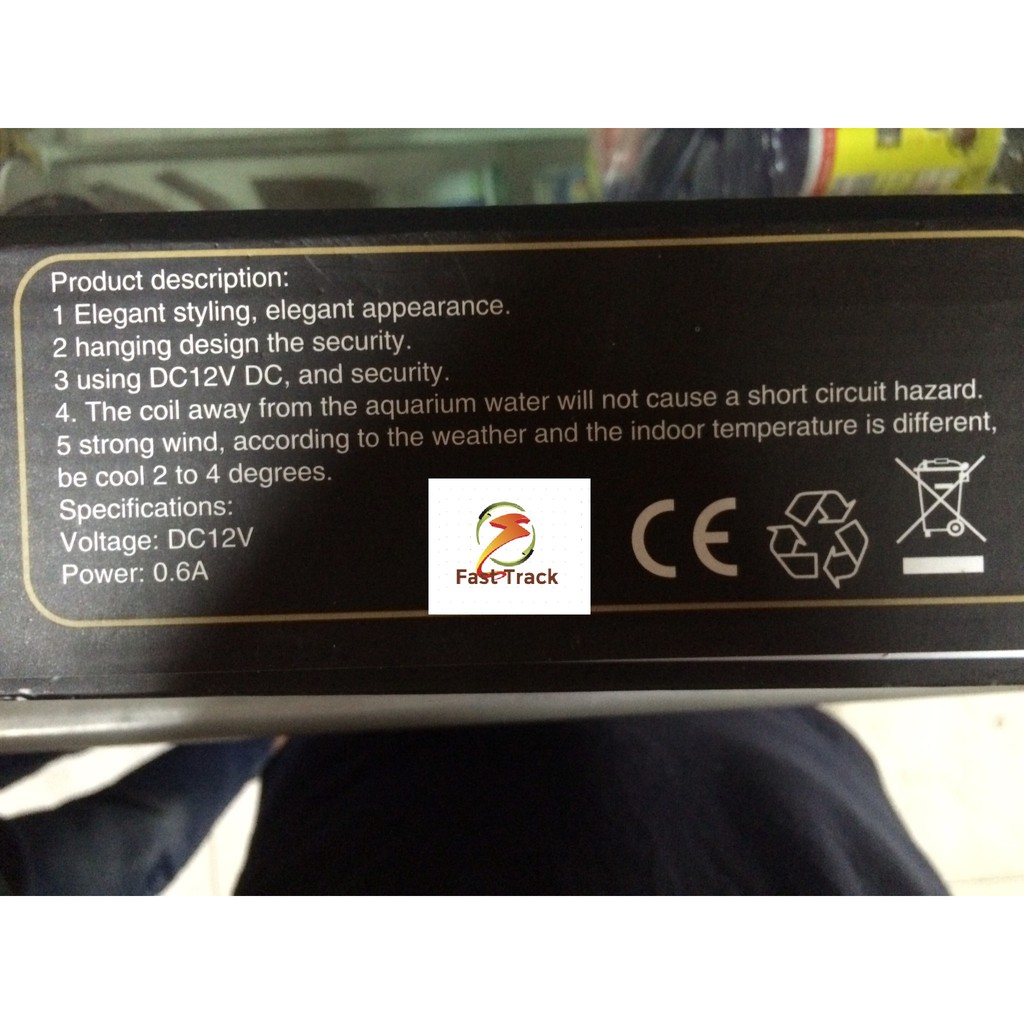 Product description:
1 Elegant styling, elegant appearance.
2 hanging design the security.
3 using DC12V DC, and security.
4. The coil away from the aquarium water will not cause a short circuit hazard.
5 strong wind, according to the weather and the indoor temperature is different,
be cool 2 to 4 degrees.
Specifications:
Voltage: DC12V
Power: 0.6A
Fast Track
CE